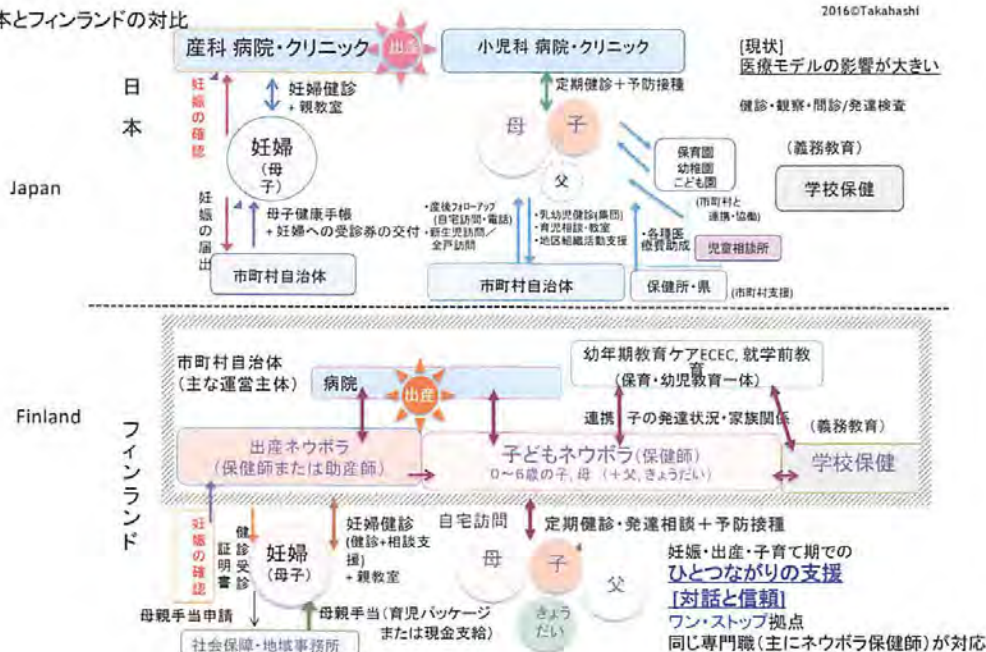 本とフィンランドの対比
2016©Takahashi
産科 病院・クリニック
出産
小児科 病院・クリニック
[現状]
医療モデルの影響が大きい
日本
妊娠の確認
妊婦健診
+ 親教室
定期健診+予防接種
健診・観察・問診/発達検査
妊婦
(母子)
母
子
父
保育園
幼稚園
こども園
(市町村と
連携・協働)
(義務教育)
学校保健
Japan
妊娠の届出
母子健康手帳
+ 妊婦への受診券の交付
・産後フォローアップ
(自宅訪問・電話)
・新生児訪問/
全戸訪問
・乳幼児健診(集団)
・育児相談・教室
・地区組織活動支援
・各種医
療費助成
児童相談所
市町村自治体
市町村自治体
保健所・県
(市町村支援)
市町村自治体
(主な運営主体)
病院
出産
幼年期教育ケアECEC, 就学前教
育
(保育・幼児教育一体)
Finland
フィンランド
連携 子の発達状況・家族関係
(義務教育)
出産ネウボラ
(保健師または助産師)
子どもネウボラ(保健師)
0～6歳の子, 母 (+父, きょうだい)
学校保健
妊娠の確認
健診受診
証明書
妊婦
(母子)
妊婦健診
(健診+相談支
援)
+ 親教室
自宅訪問
定期健診・発達相談+予防接種
母
子
父
きょう
だい
妊娠・出産・子育て期での
ひとつながりの支援
[対話と信頼]
ワン・ストップ拠点
同じ専門職(主にネウボラ保健師)が対応
母親手当申請
母親手当(育児パッケージ
または現金支給)
社会保障・地域事務所